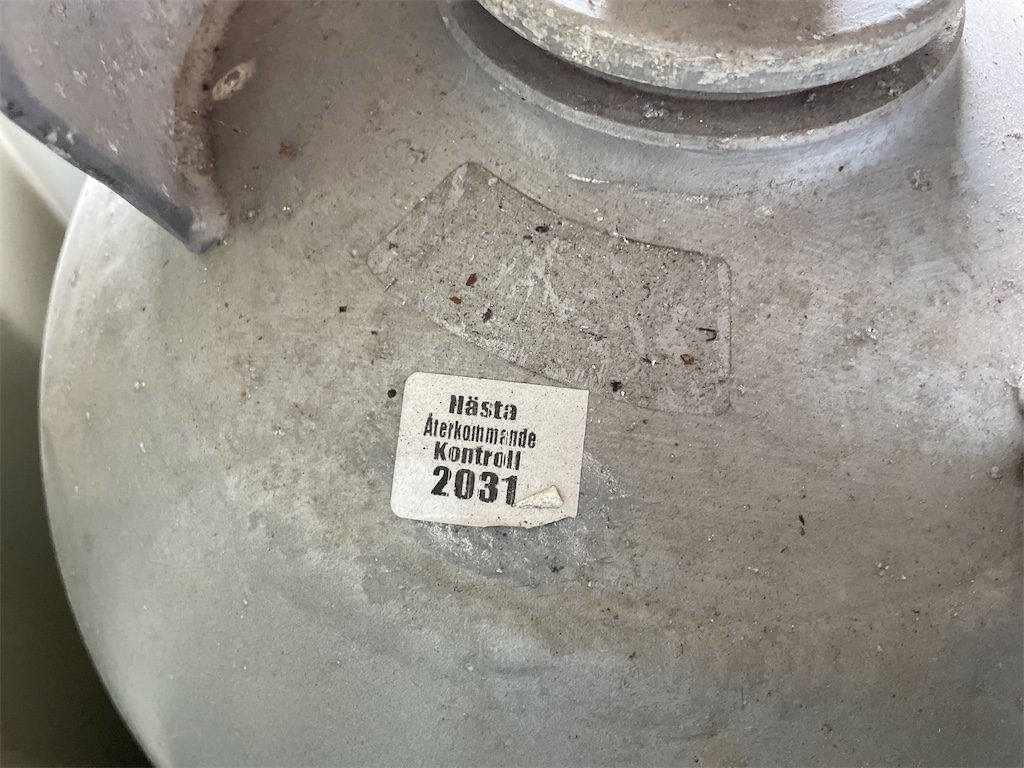 Nästa
Återkommande
Kontroll
2031